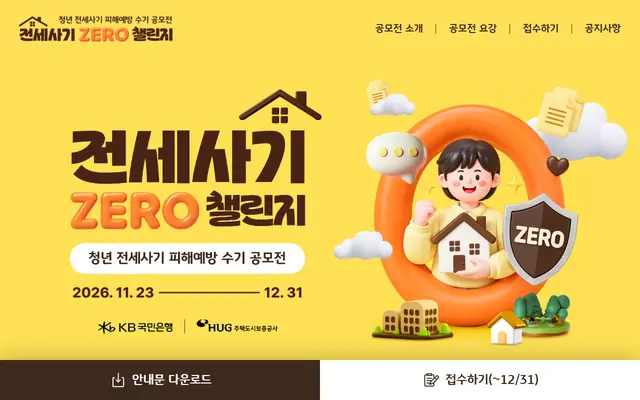 청년 전세사기 피해예방 수기 공모전
전세사기 ZERO 챌린지
공모전 소개 | 공모전 요강 | 접수하기 | 공지사항
전세사기
ZERO 챌린지
청년 전세사기 피해예방 수기 공모전
2026. 11. 23 12. 31
KB 국민은행 | HUG 주택도시보증공사
ZERO
안내문 다운로드
접수하기(~12/31)